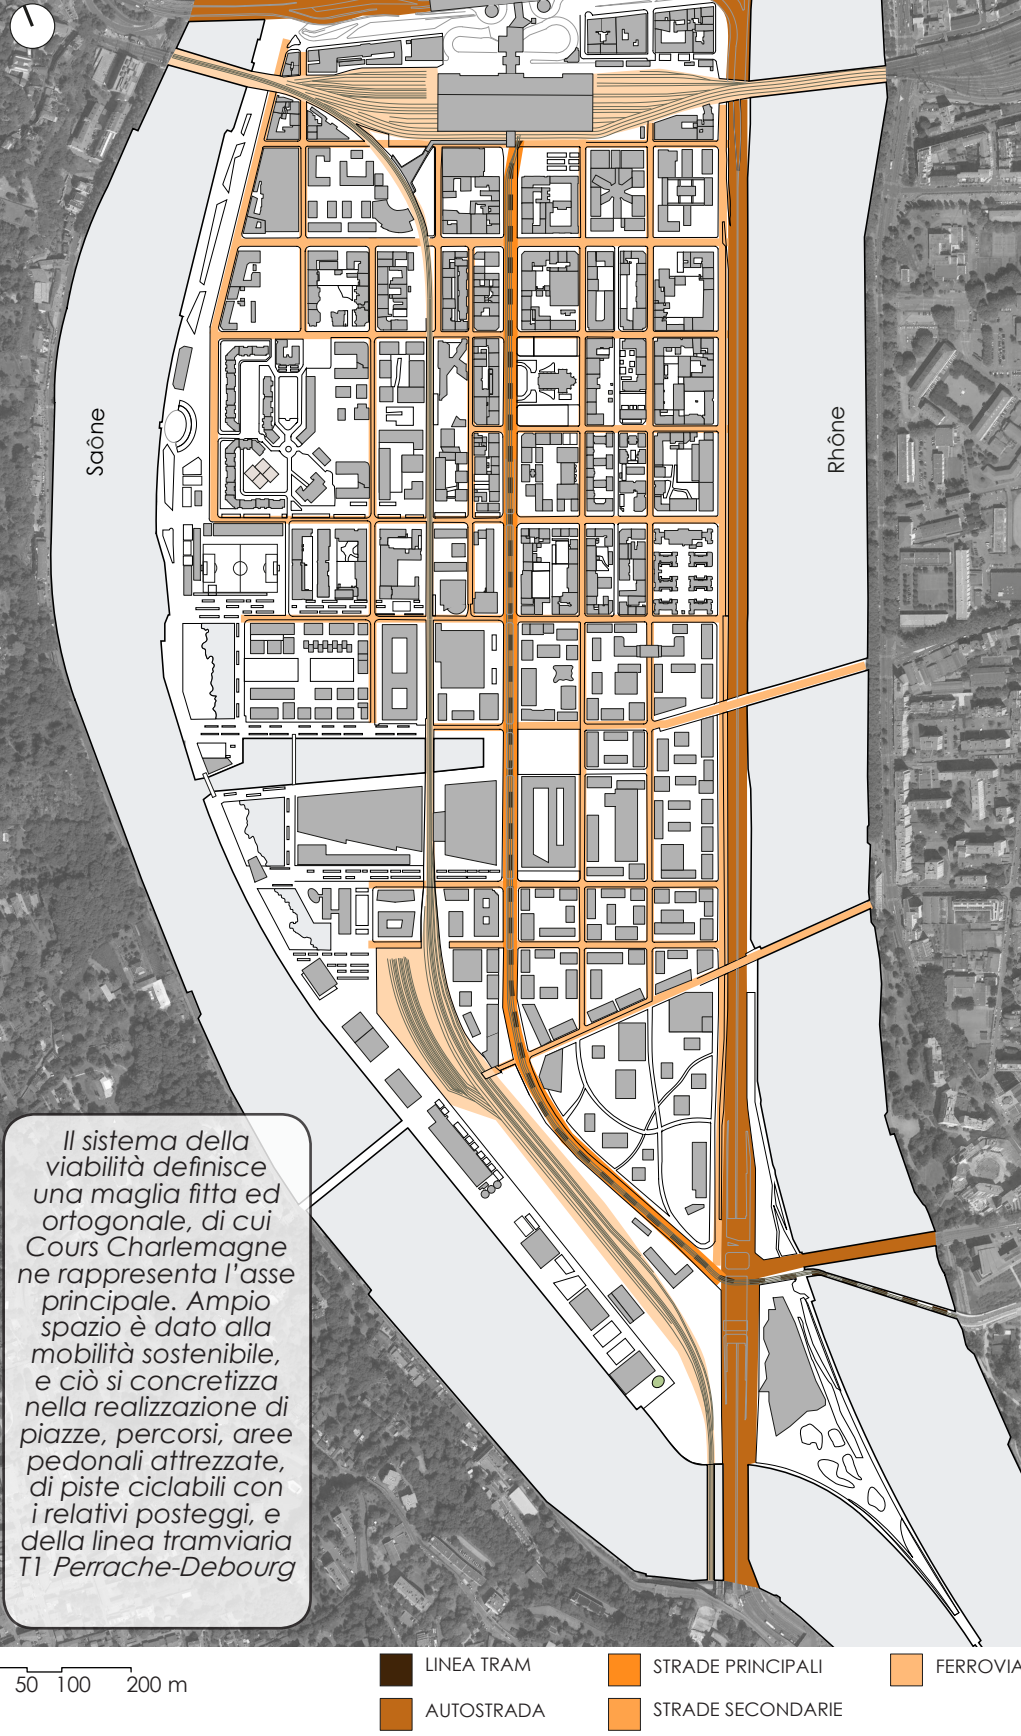 Saône
Rhône
Il sistema della
viabilità definisce
una maglia fitta ed
ortogonale, di cui
Cours Charlemagne
ne rappresenta l'asse
principale. Ampio
spazio è dato alla
mobilità sostenibile,
e ciò si concretizza
nella realizzazione di
piazze, percorsi, aree
pedonali attrezzate,
di piste ciclabili con
i relativi posteggi, e
della linea tramviaria
T1 Perrache-Debourg
50 100 200 m
LINEA TRAM
AUTOSTRADA
STRADE PRINCIPALI
STRADE SECONDARIE
FERROVIA